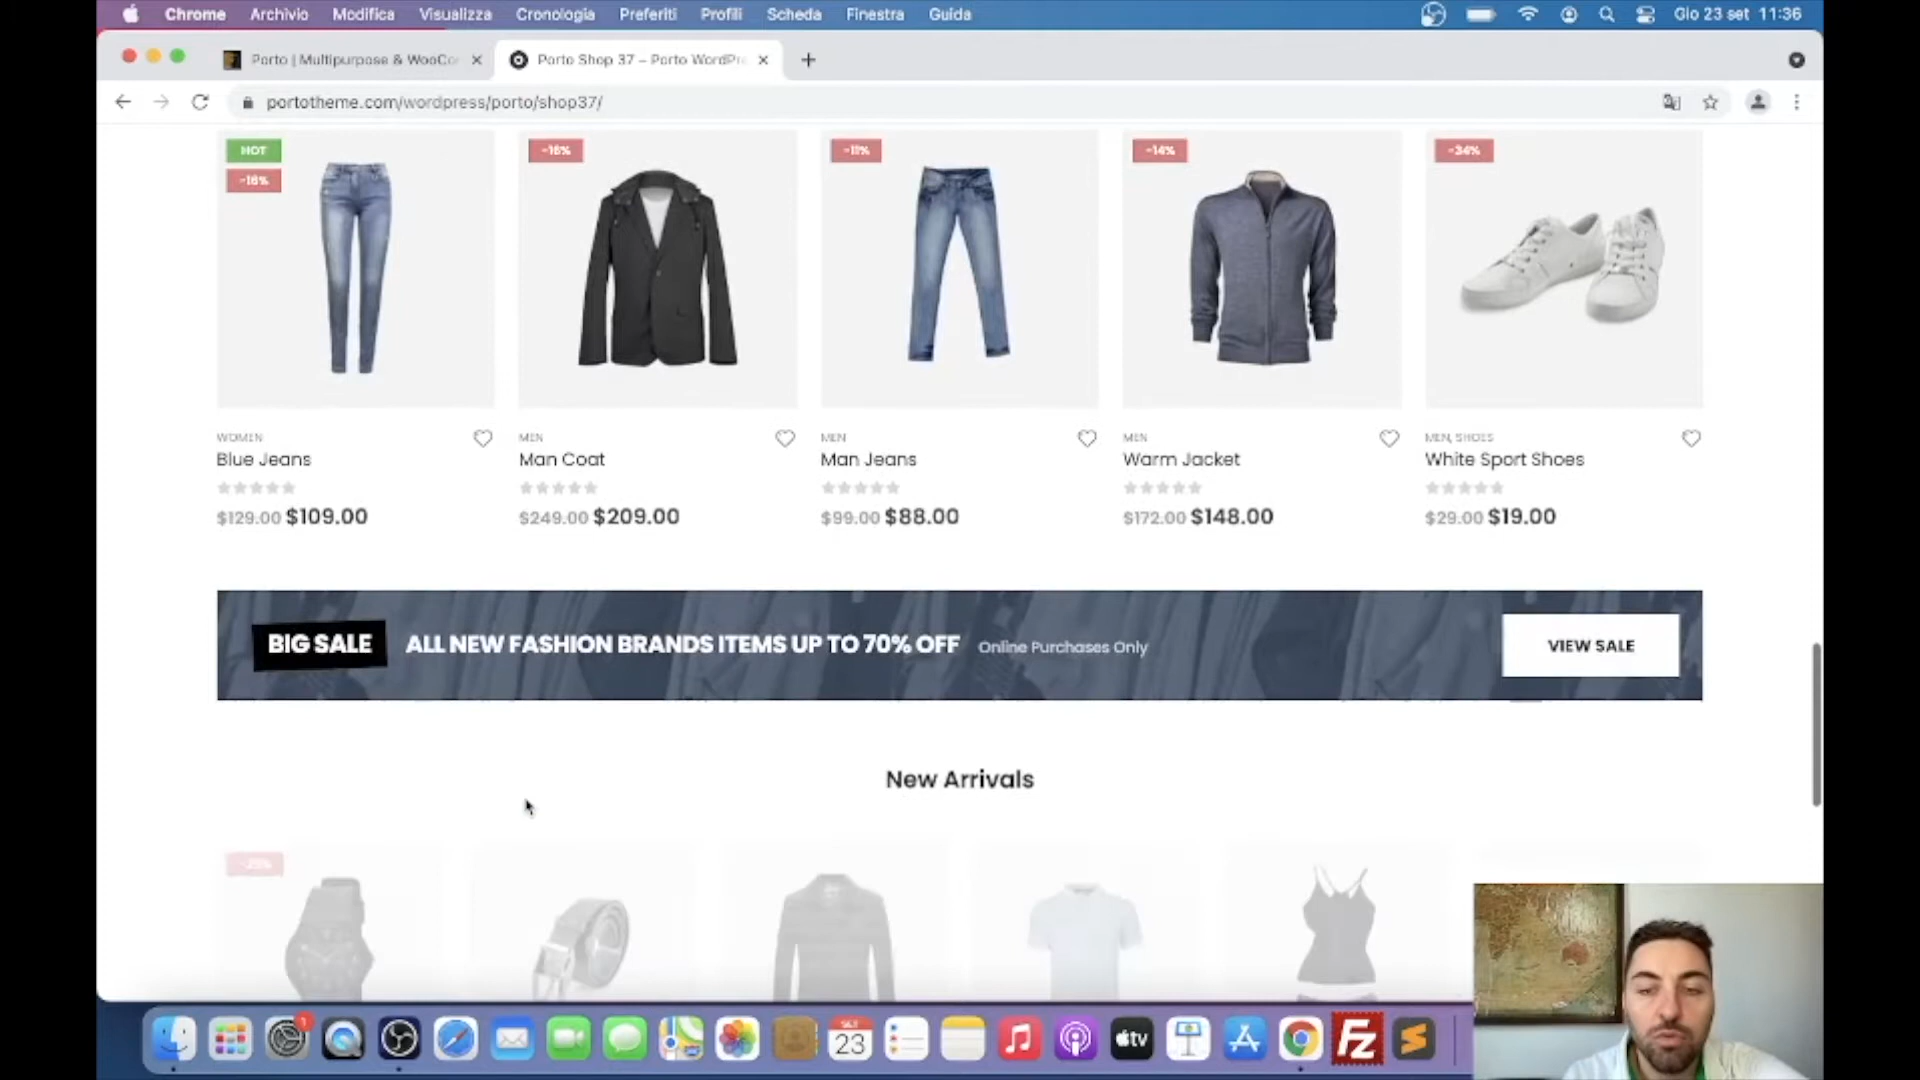 Chrome Archivio Modifica Visualizza Cronologia Preferiti Profili Scheda Finestra Guida Gio 23 set 11:36
Porto | Multipurpose & WooCo
Porto Shop 37 – Porto WordPre
portotheme.com/wordpress/porto/shop37/
HOT
-16%
-16%
-11%
-14%
-34%
WOMEN
Blue Jeans
$129.00 $109.00
MEN
Man Coat
$249.00 $209.00
MEN
Man Jeans
$99.00 $88.00
MEN
Warm Jacket
$172.00 $148.00
MEN, SHOES
White Sport Shoes
$29.00 $19.00
BIG SALE ALL NEW FASHION BRANDS ITEMS UP TO 70% OFF Online Purchases Only VIEW SALE
New Arrivals
SET
23
tv
FZ